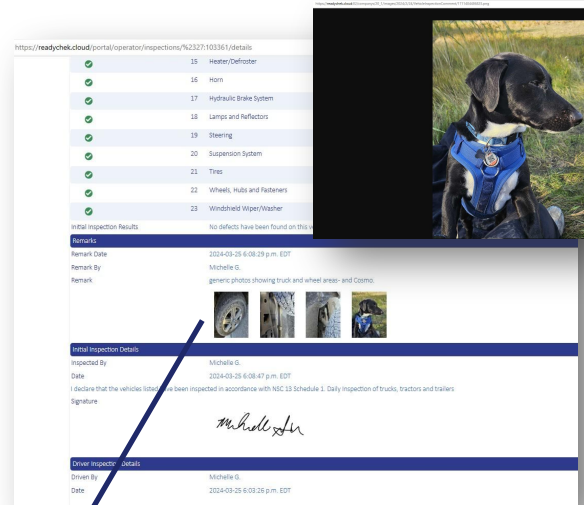 https://readychek.cloud/portal/operator/inspections/%2327:103361/details
15 Heater/Defroster
16 Horn
17 Hydraulic Brake System
18 Lamps and Reflectors
19 Steering
20 Suspension System
21 Tires
22 Wheels, Hubs and Fasteners
23 Windshield Wiper/Washer
Initial Inspection Results No defects have been found on this
Remarks
Remark Date 2024-03-25 6:08:29 p.m. EDT
Remark By Michelle G.
Remark generic photos showing truck and wheel areas- and Cosmo.
Initial Inspection Details
Inspected By Michelle G.
Date 2024-03-25 6:08:47 p.m. EDT
I declare that the vehicles listed have been inspected in accordance with NSC 13 Schedule 1. Daily Inspection of trucks, tractors and trailers
Signature
Driver Inspection Details
Driven By Michelle G.
Date 2024-03-25 6:03:26 p.m. EDT